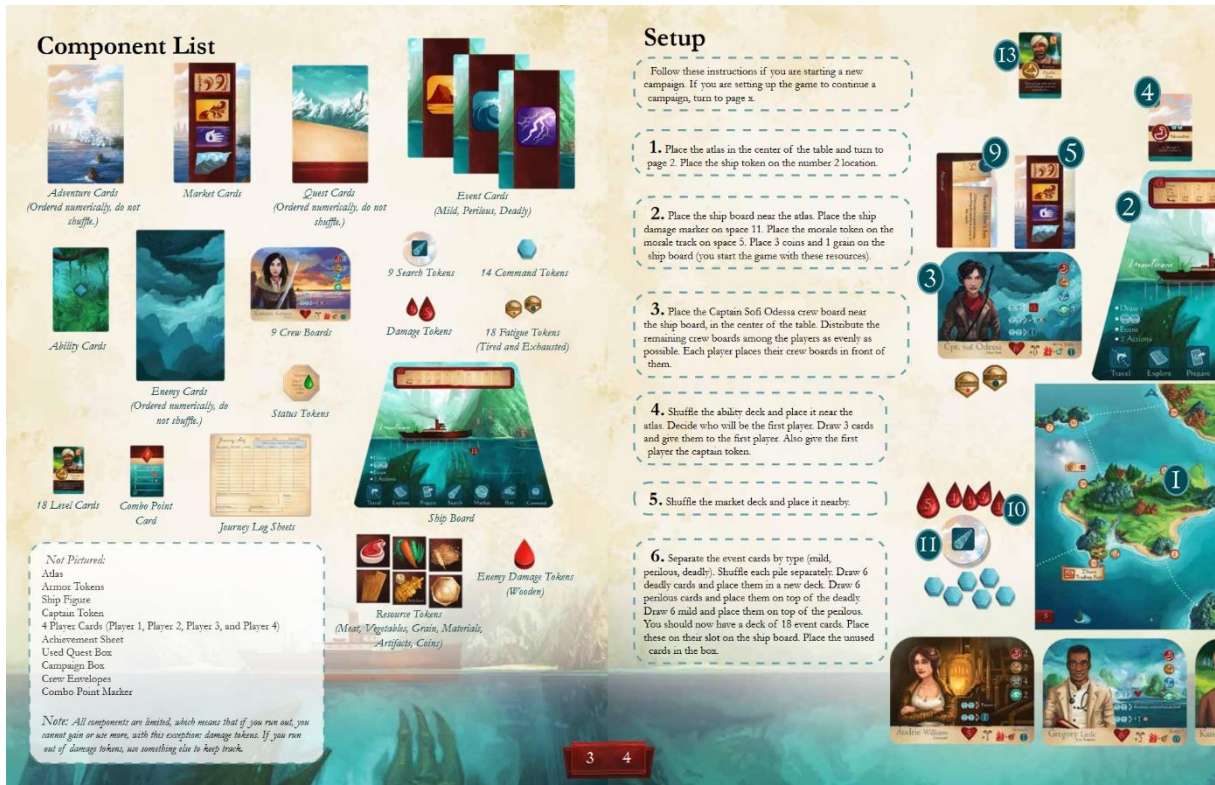 Component List
Adventure Cards
(Ordered numerically, do not
shuffle.)
Market Cards
Quest Cards
(Ordered numerically, do not
shuffle.)
Event Cards
(Mild, Perilous, Deadly)
Ability Cards
Enemy Cards
(Ordered numerically, do
not shuffle.)
9 Crew Boards
9 Search Tokens
14 Command Tokens
Damage Tokens
18 Fatigue Tokens
(Tired and Exhausted)
Status Tokens
18 Level Cards
Combo Point
Card
Journey Log
Journey Log Sheets
• Draw
• Event
• 2 Actions
Travel Explore Prepare Search Market Command
Ship Board
Resource Tokens
(Meat, Vegetables, Grain, Materials,
Artifacts, Coins)
Enemy Damage Tokens
(Wooden)
Not Pictured:
Atlas
Armor Tokens
Ship Figure
Captain Token
4 Player Cards (Player 1, Player 2, Player 3, and Player 4)
Achievement Sheet
Used Quest Box
Campaign Box
Crew Envelopes
Combo Point Marker
Note: All components are limited, which means that if you run out, you
cannot gain or use more, with this exception: damage tokens. If you run
out of damage tokens, use something else to keep track.
3 4
Setup
Follow these instructions if you are starting a new
campaign. If you are setting up the game to continue a
campaign, turn to page x.
1. Place the atlas in the center of the table and turn to
page 2. Place the ship token on the number 2 location.
2. Place the ship board near the atlas. Place the ship
damage marker on space 11. Place the morale token on the
morale track on space 5. Place 3 coins and 1 grain on the
ship board (you start the game with these resources).
3. Place the Captain Sofi Odessa crew board near
the ship board, in the center of the table. Distribute the
remaining crew boards among the players as evenly as
possible. Each player places their crew boards in front of
them.
4. Shuffle the ability deck and place it near the
atlas. Decide who will be the first player. Draw 3 cards
and give them to the first player. Also give the first
player the captain token.
5. Shuffle the market deck and place it nearby.
6. Separate the event cards by type (mild,
perilous, deadly). Shuffle each pile separately. Draw 6
deadly cards and place them in a new deck. Draw 6
perilous cards and place them on top of the deadly.
Draw 6 mild and place them on top of the perilous.
You should now have a deck of 18 event cards. Place
these on their slot on the ship board. Place the unused
cards in the box.
13
4
9
5
2
3
Cpt. Sofi Odessa
Manticore
• Draw
• Event
• 2 Actions
Travel Explore Prepare
1
10
11
Audrie Williams
Gregory Little